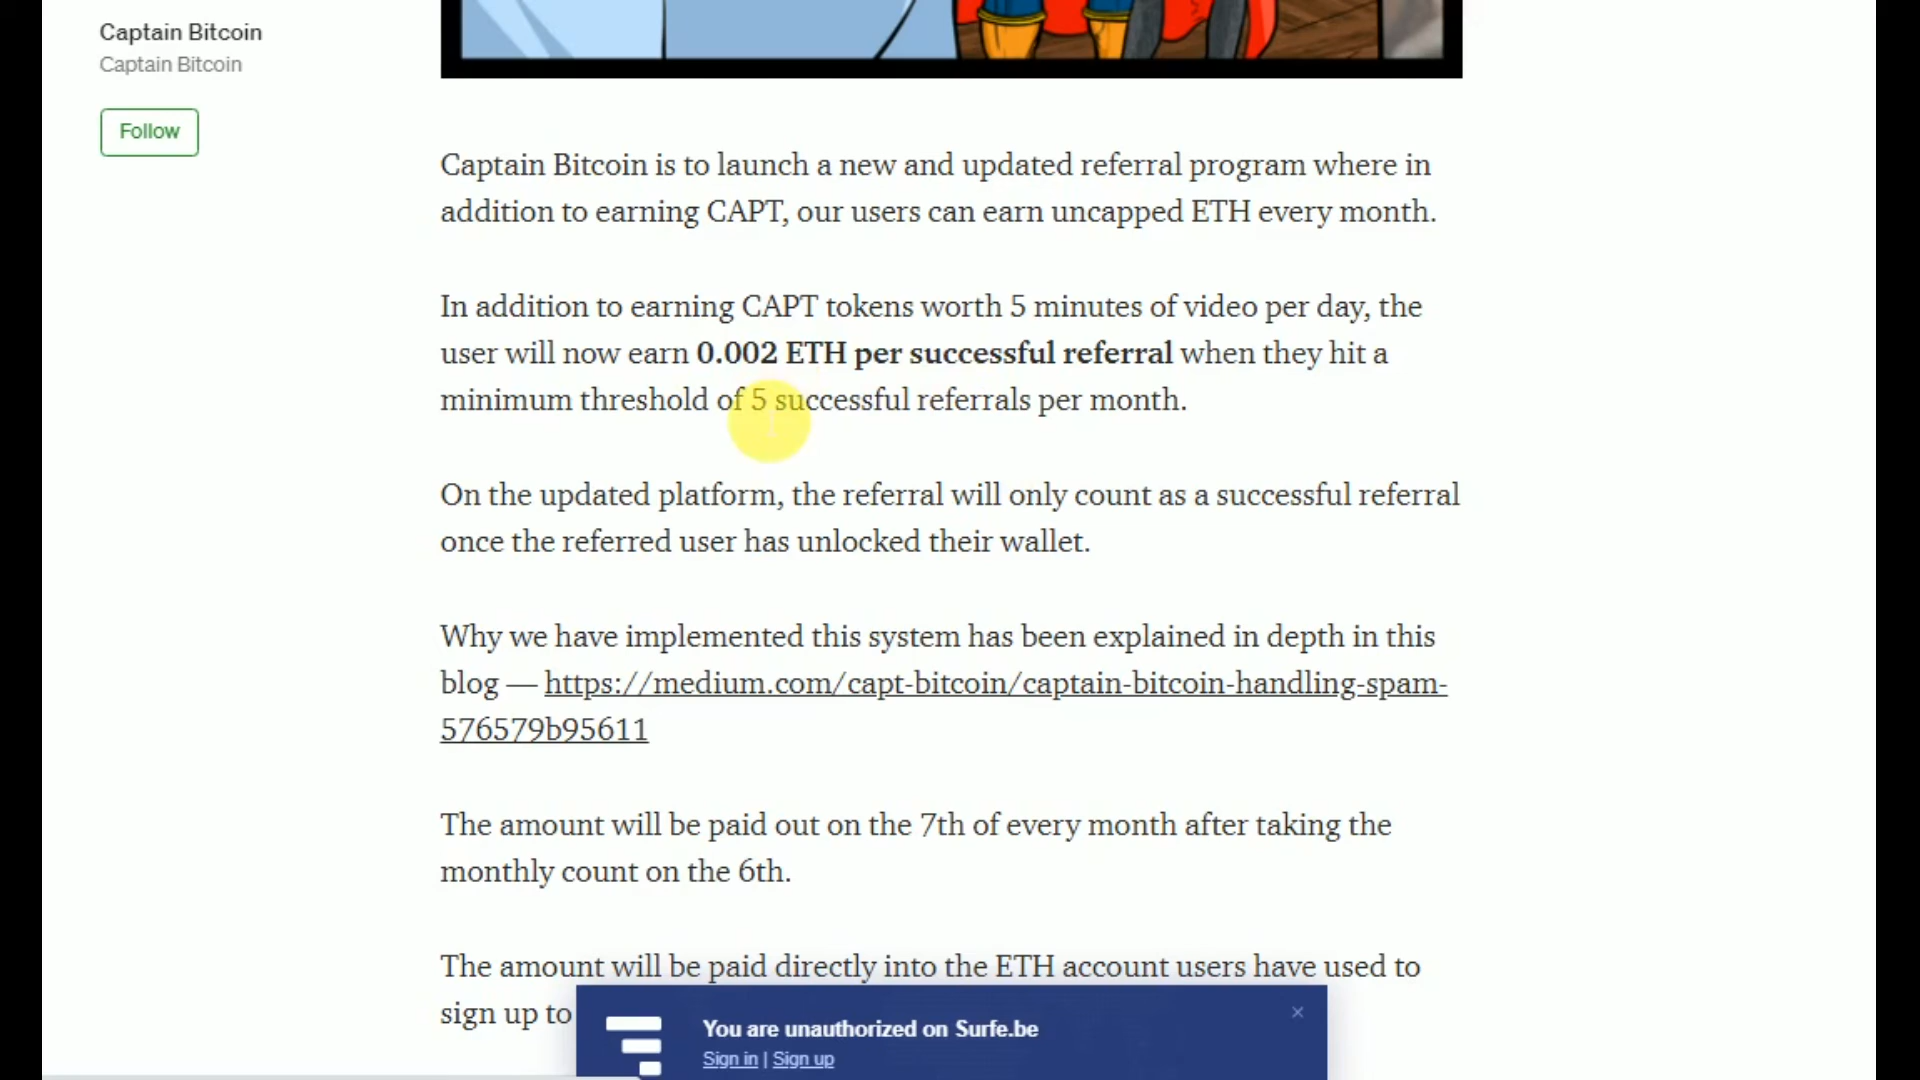 Captain Bitcoin
Captain Bitcoin
Follow
Captain Bitcoin is to launch a new and updated referral program where in
addition to earning CAPT, our users can earn uncapped ETH every month.
In addition to earning CAPT tokens worth 5 minutes of video per day, the
user will now earn 0.002 ETH per successful referral when they hit a
minimum threshold of 5 successful referrals per month.
On the updated platform, the referral will only count as a successful referral
once the referred user has unlocked their wallet.
Why we have implemented this system has been explained in depth in this
blog — https://medium.com/capt-bitcoin/captain-bitcoin-handling-spam-
576579b95611
The amount will be paid out on the 7th of every month after taking the
monthly count on the 6th.
The amount will be paid directly into the ETH account users have used to
sign up to
You are unauthorized on Surfe.be
Sign in | Sign up